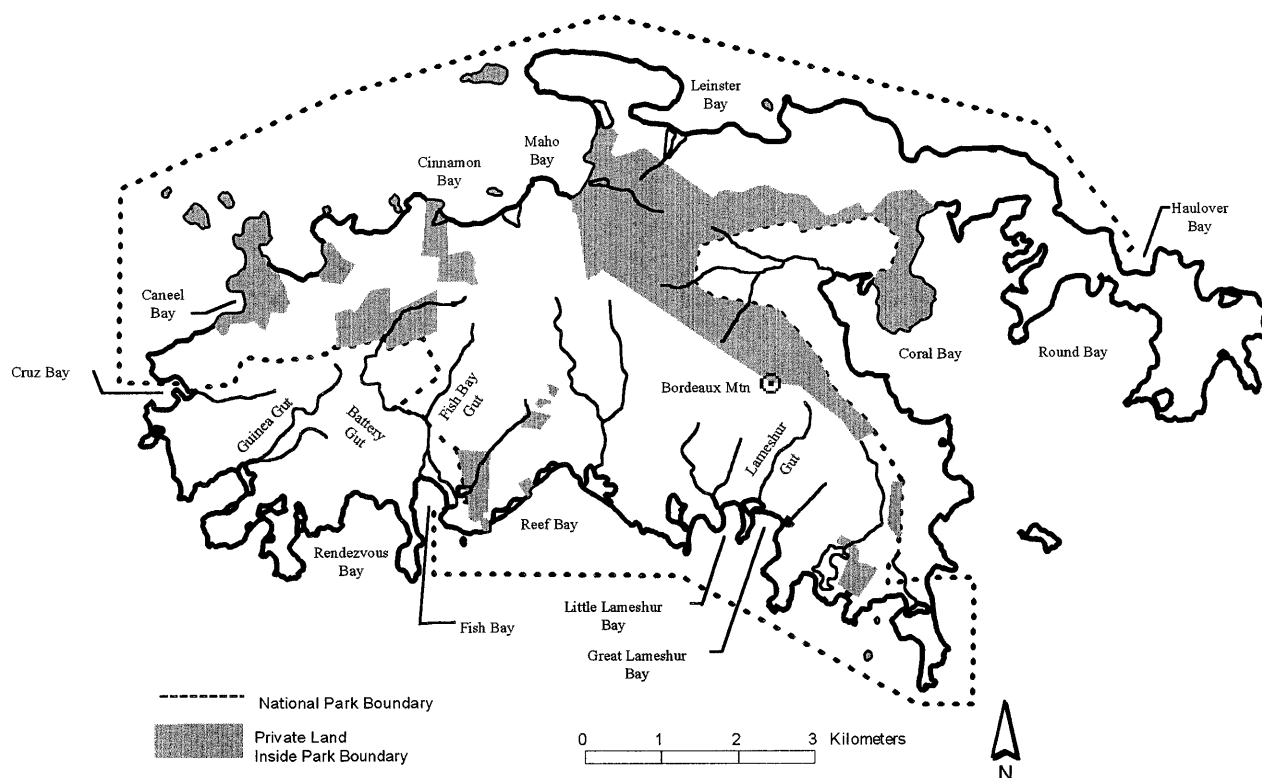 Leinster
Bay
Maho
Bay
Cinnamon
Bay
Haulover
Bay
Caneel
Bay
Cruz Bay
Coral Bay
Round Bay
Bordeaux Mtn
Guinea Gut
Battery
Gut
Fish Bay
Gut
Lameshur
Gut
Reef Bay
Rendezvous
Bay
Fish Bay
Little Lameshur
Bay
Great Lameshur
Bay
National Park Boundary
Private Land
Inside Park Boundary
0 1 2 3 Kilometers
N